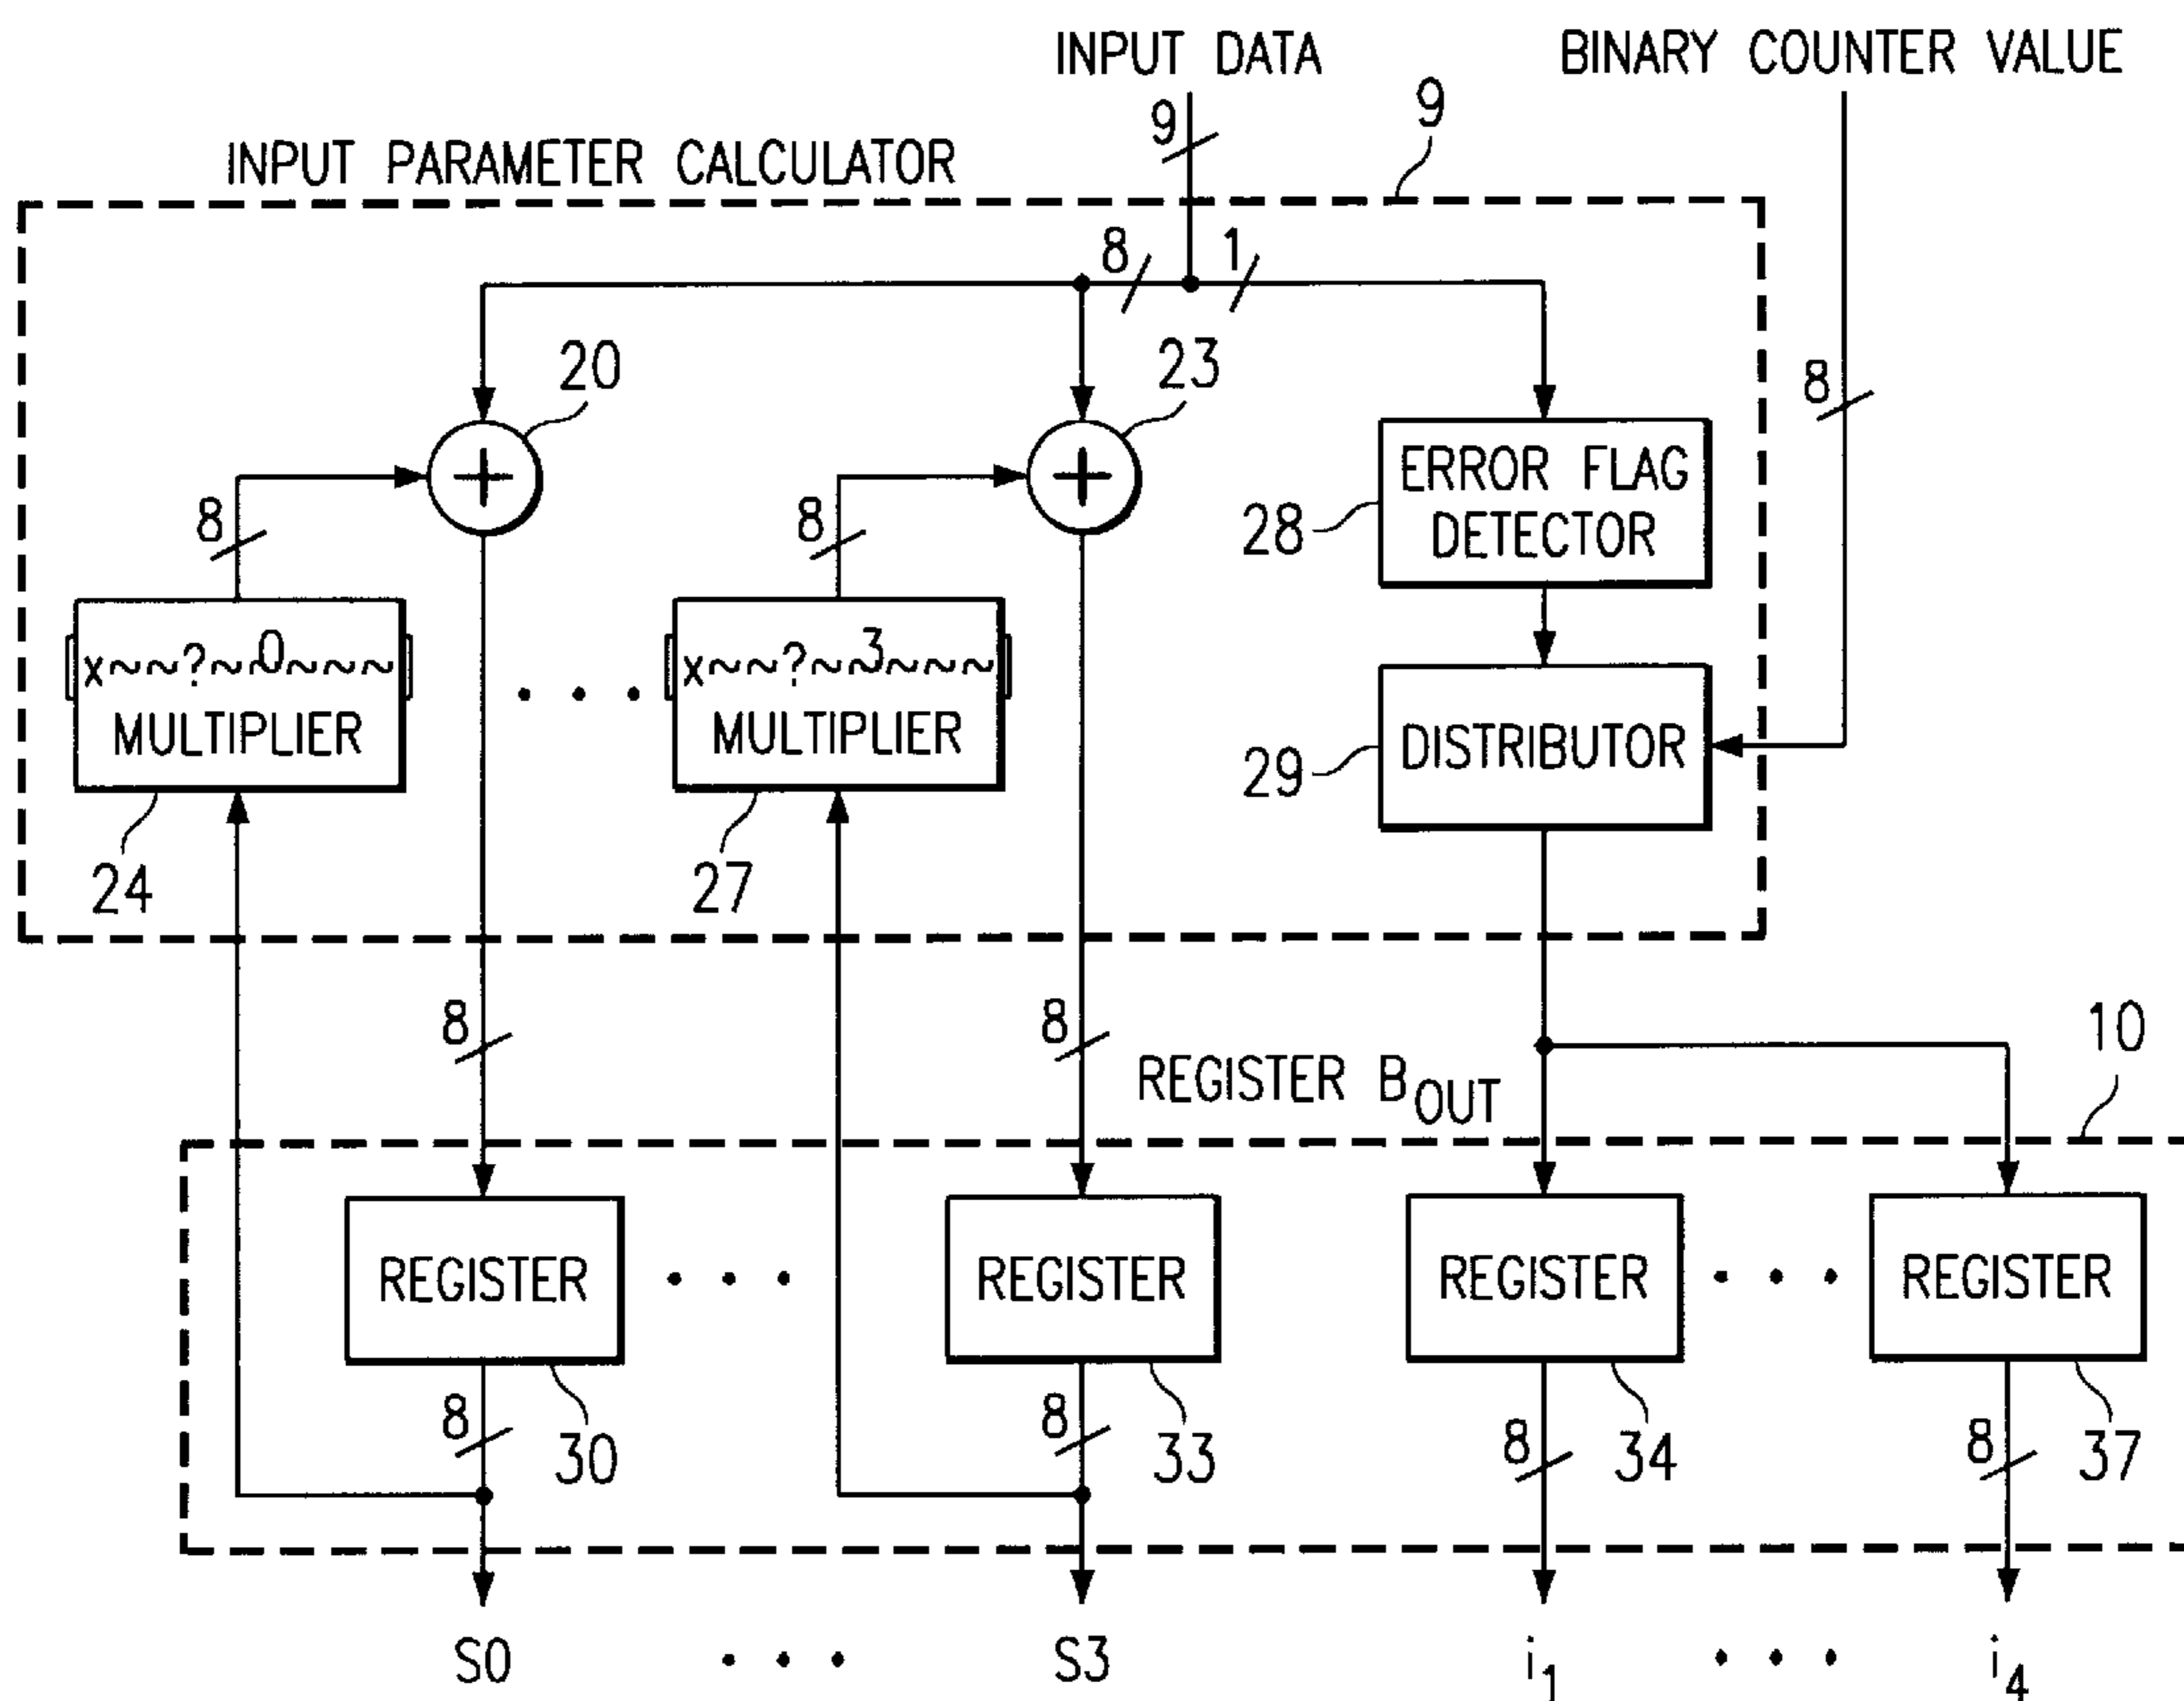 INPUT DATA
BINARY COUNTER VALUE
9
9
INPUT PARAMETER CALCULATOR
8
1
20
23
8
8
8
ERROR FLAG
DETECTOR
28
x~~?~~0~~~
MULTIPLIER
. . .
x~~?~~3~~~
MULTIPLIER
DISTRIBUTOR
29
24
27
8
8
10
REGISTER BOUT
REGISTER
. . .
REGISTER
REGISTER
. . .
REGISTER
8
30
8
33
8
34
8
37
S0
. . .
S3
i1
. . .
i4